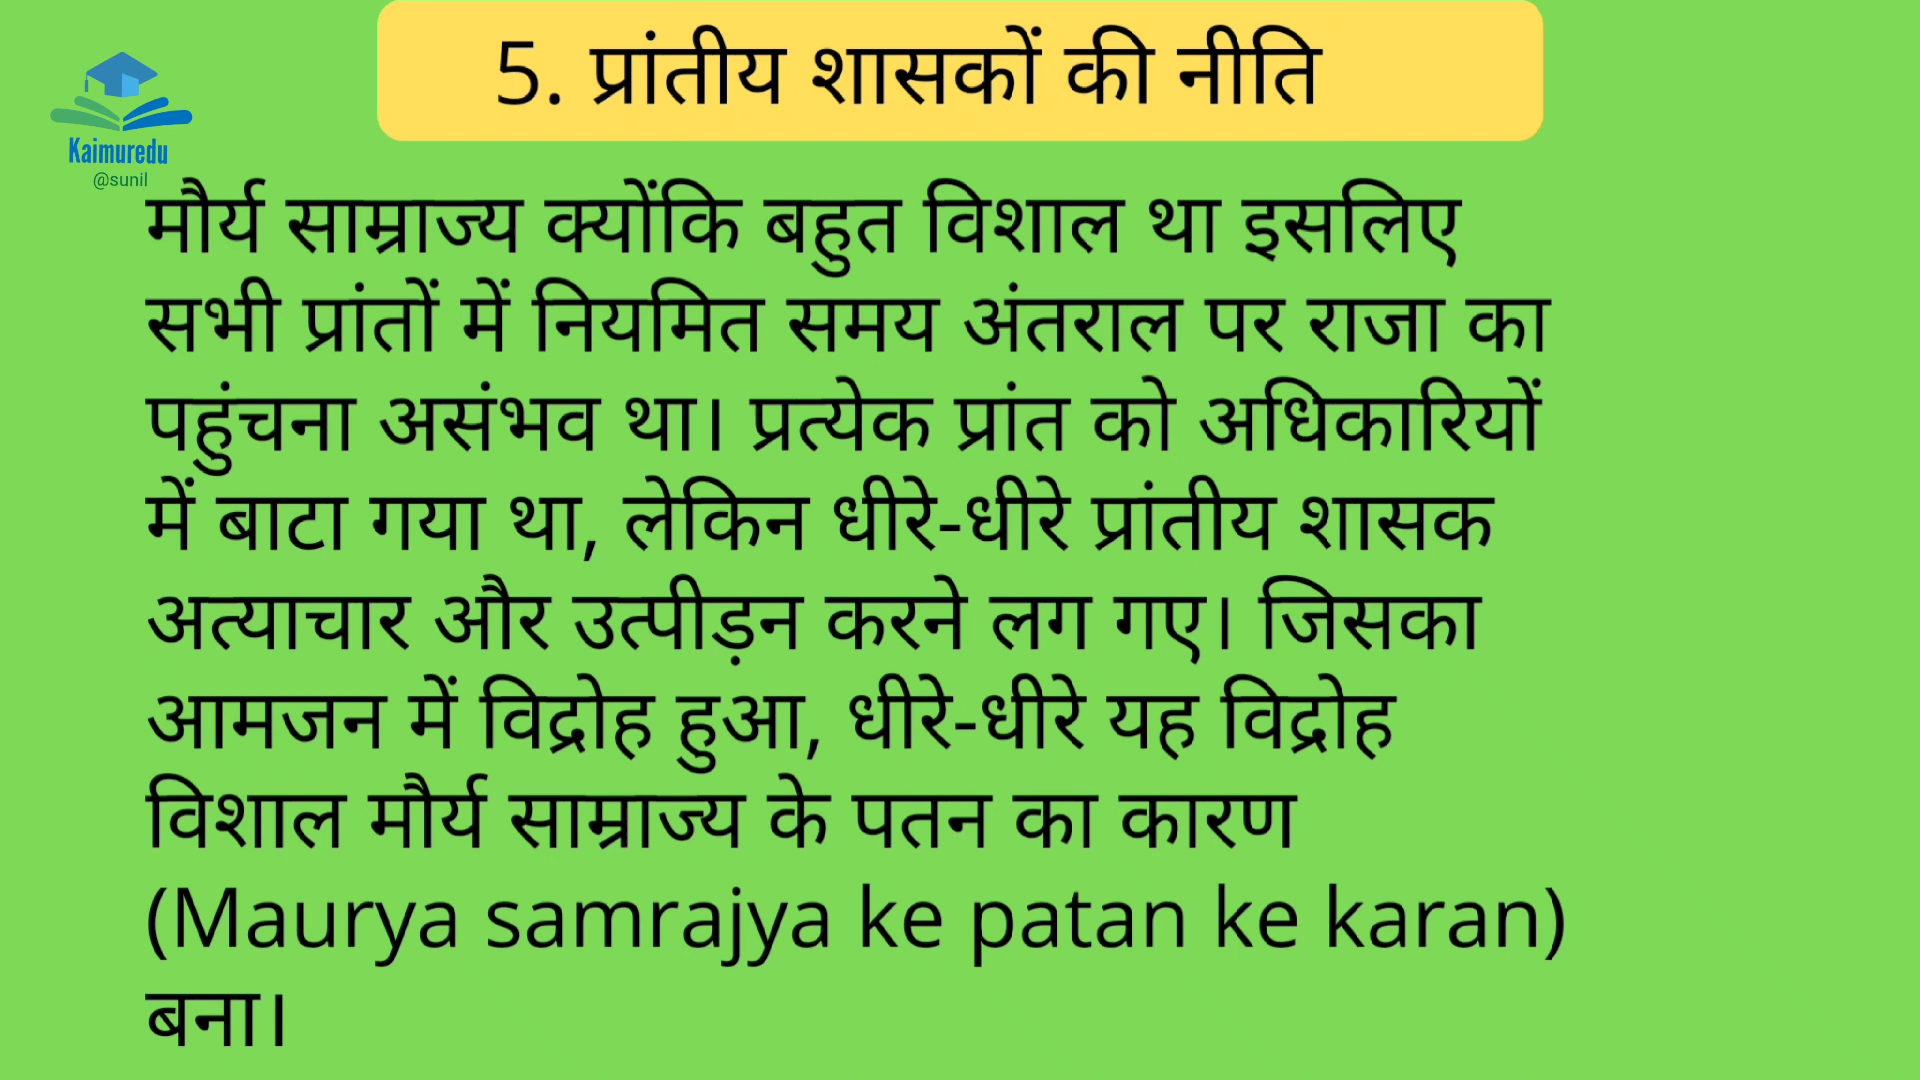 5. प्रांतीय शासकों की नीति
Kaimuredu
@sunil
मौर्य साम्राज्य क्योंकि बहुत विशाल था इसलिए
सभी प्रांतों में नियमित समय अंतराल पर राजा का
पहुंचना असंभव था। प्रत्येक प्रांत को अधिकारियों
में बाटा गया था, लेकिन धीरे-धीरे प्रांतीय शासक
अत्याचार और उत्पीड़न करने लग गए। जिसका
आमजन में विद्रोह हुआ, धीरे-धीरे यह विद्रोह
विशाल मौर्य साम्राज्य के पतन का कारण
(Maurya samrajya ke patan ke karan)
बना।